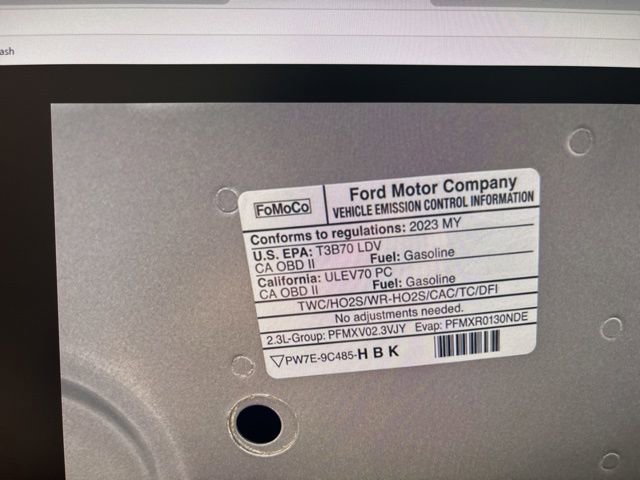 ash
FoMoCo
Ford Motor Company
VEHICLE EMISSION CONTROL INFORMATION
Conforms to regulations: 2023 MY
U.S. EPA: T3B70 LDV
CA OBD II Fuel: Gasoline
California: ULEV70 PC
CA OBD II Fuel: Gasoline
TWC/HO2S/WR-HO2S/CAC/TC/DFI
No adjustments needed.
2.3L-Group: PFMXV02.3VJY Evap: PFMXR0130NDE
▽PW7E-9C485-HBK